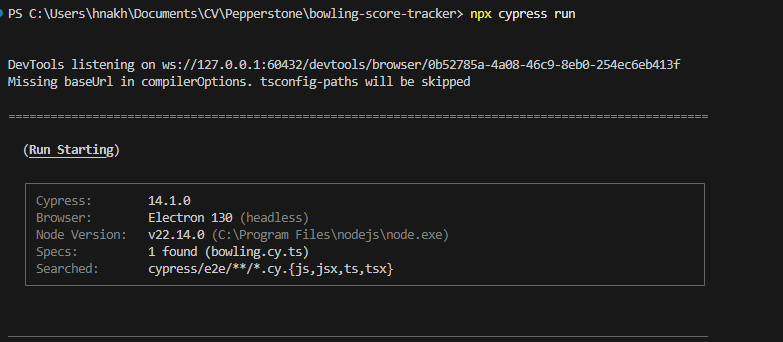 PS C:\Users\hnakh\Documents\CV\Pepperstone\bowling-score-tracker> npx cypress run
DevTools listening on ws://127.0.0.1:60432/devtools/browser/0b52785a-4a08-46c9-8eb0-254ec6eb413f
Missing baseUrl in compilerOptions. tsconfig-paths will be skipped
====================================================================================================
(Run Starting)
Cypress: 14.1.0
Browser: Electron 130 (headless)
Node Version: v22.14.0 (C:\Program Files\nodejs\node.exe)
Specs: 1 found (bowling.cy.ts)
Searched: cypress/e2e/**/*.cy.{js,jsx,ts,tsx}